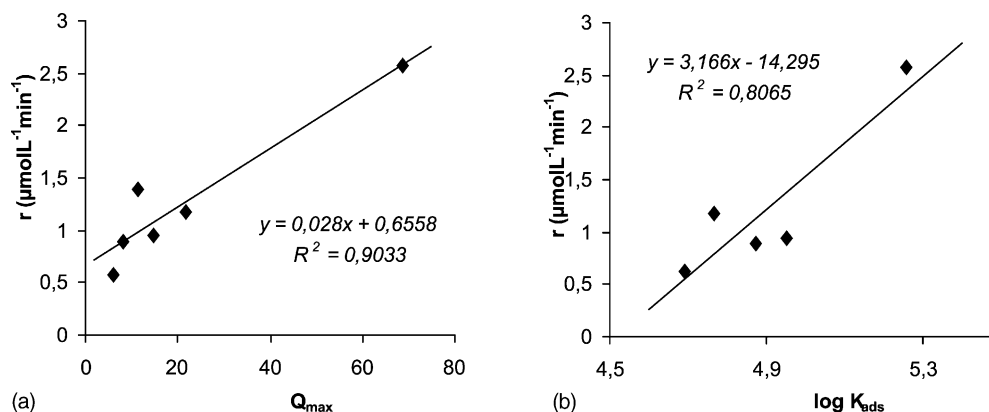 3
2,5
2
1,5
1
0,5
0
r (µmolL⁻¹min⁻¹)
y = 0,028x + 0,6558
R² = 0,9033
0 20 40 60 80
(a) Qmax
3
2,5
2
1,5
1
0,5
0
r (µmolL⁻¹min⁻¹)
y = 3,166x - 14,295
R² = 0,8065
4,5 4,9 5,3
(b) log Kads